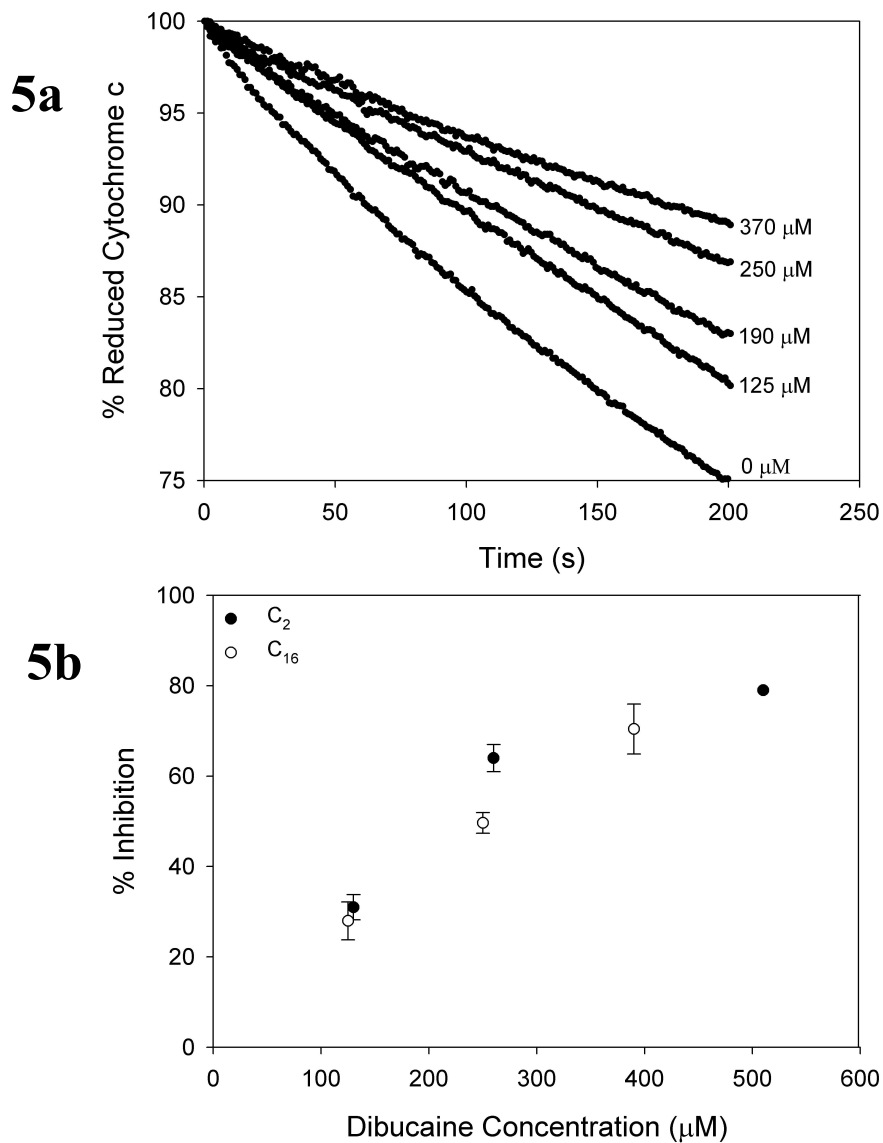 5a
% Reduced Cytochrome c
100
95
90
85
80
75
370 μM
250 μM
190 μM
125 μM
0 μM
0 50 100 150 200 250
Time (s)
5b
% Inhibition
100
80
60
40
20
0
C₂
C₁₆
0 100 200 300 400 500 600
Dibucaine Concentration (μM)